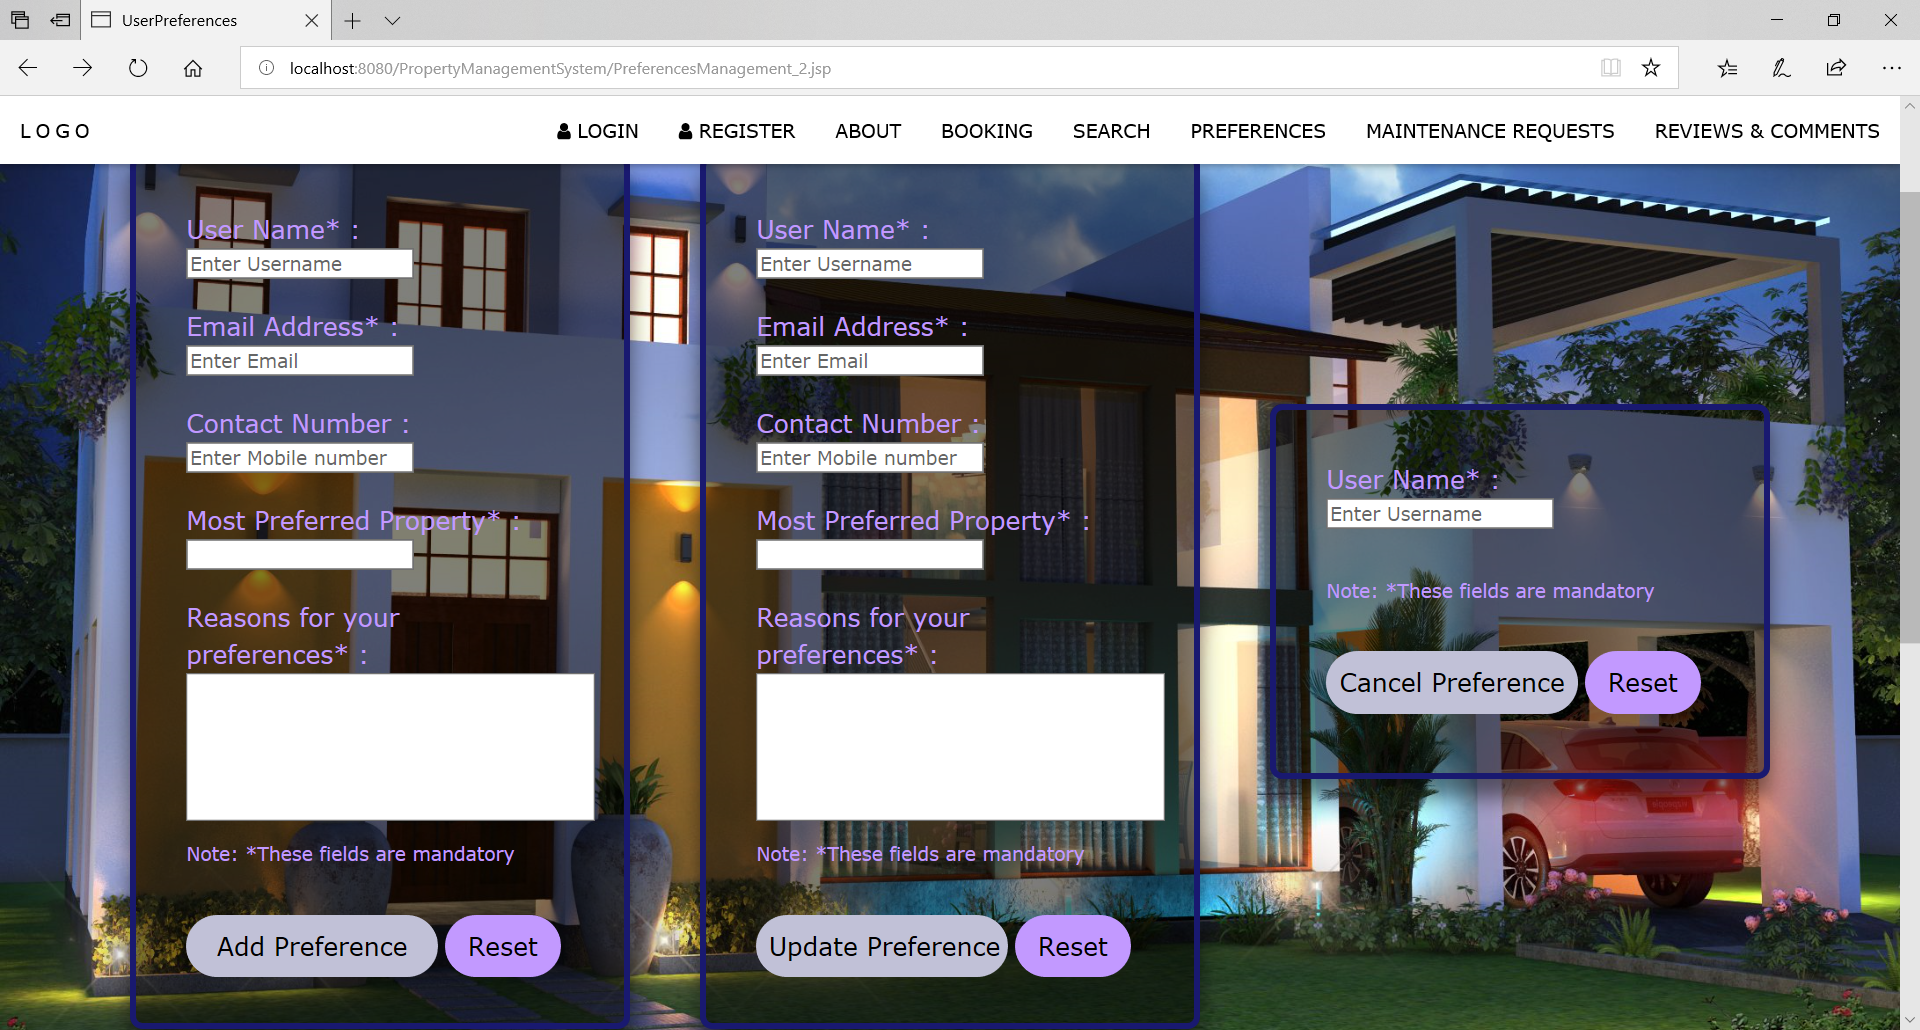 UserPreferences
localhost:8080/PropertyManagementSystem/PreferencesManagement_2.jsp
LOGO LOGIN REGISTER ABOUT BOOKING SEARCH PREFERENCES MAINTENANCE REQUESTS REVIEWS & COMMENTS
User Name* :
Enter Username
Email Address* :
Enter Email
Contact Number :
Enter Mobile number
Most Preferred Property* :
Reasons for your
preferences* :
Note: *These fields are mandatory
Add Preference Reset
User Name* :
Enter Username
Email Address* :
Enter Email
Contact Number :
Enter Mobile number
Most Preferred Property* :
Reasons for your
preferences* :
Note: *These fields are mandatory
Update Preference Reset
User Name* :
Enter Username
Note: *These fields are mandatory
Cancel Preference Reset